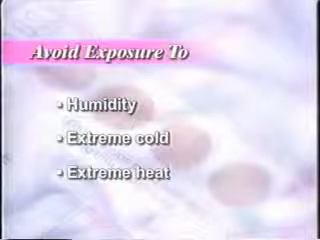 Avoid Exposure To
• Humidity
• Extreme cold
• Extreme heat